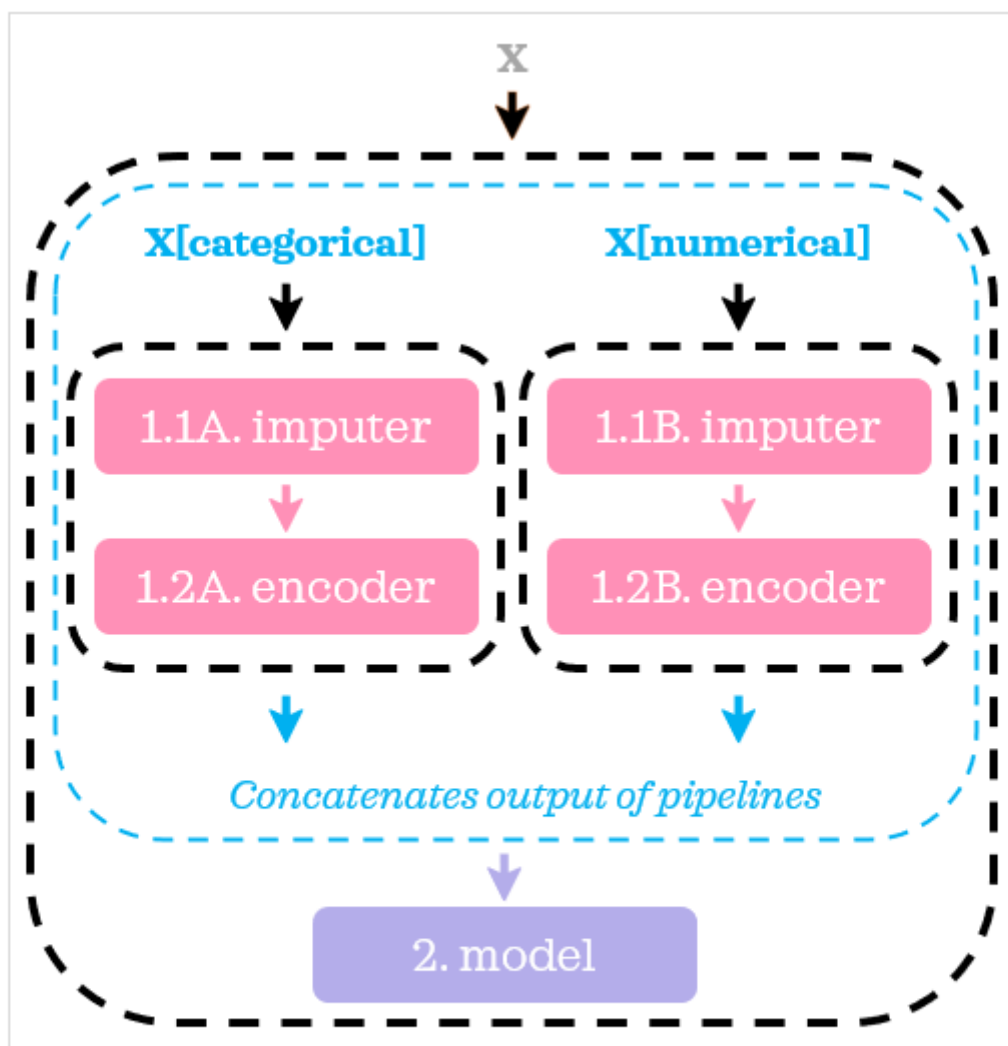 X
X[categorical]
X[numerical]
1.1A. imputer
1.1B. imputer
1.2A. encoder
1.2B. encoder
Concatenates output of pipelines
2. model